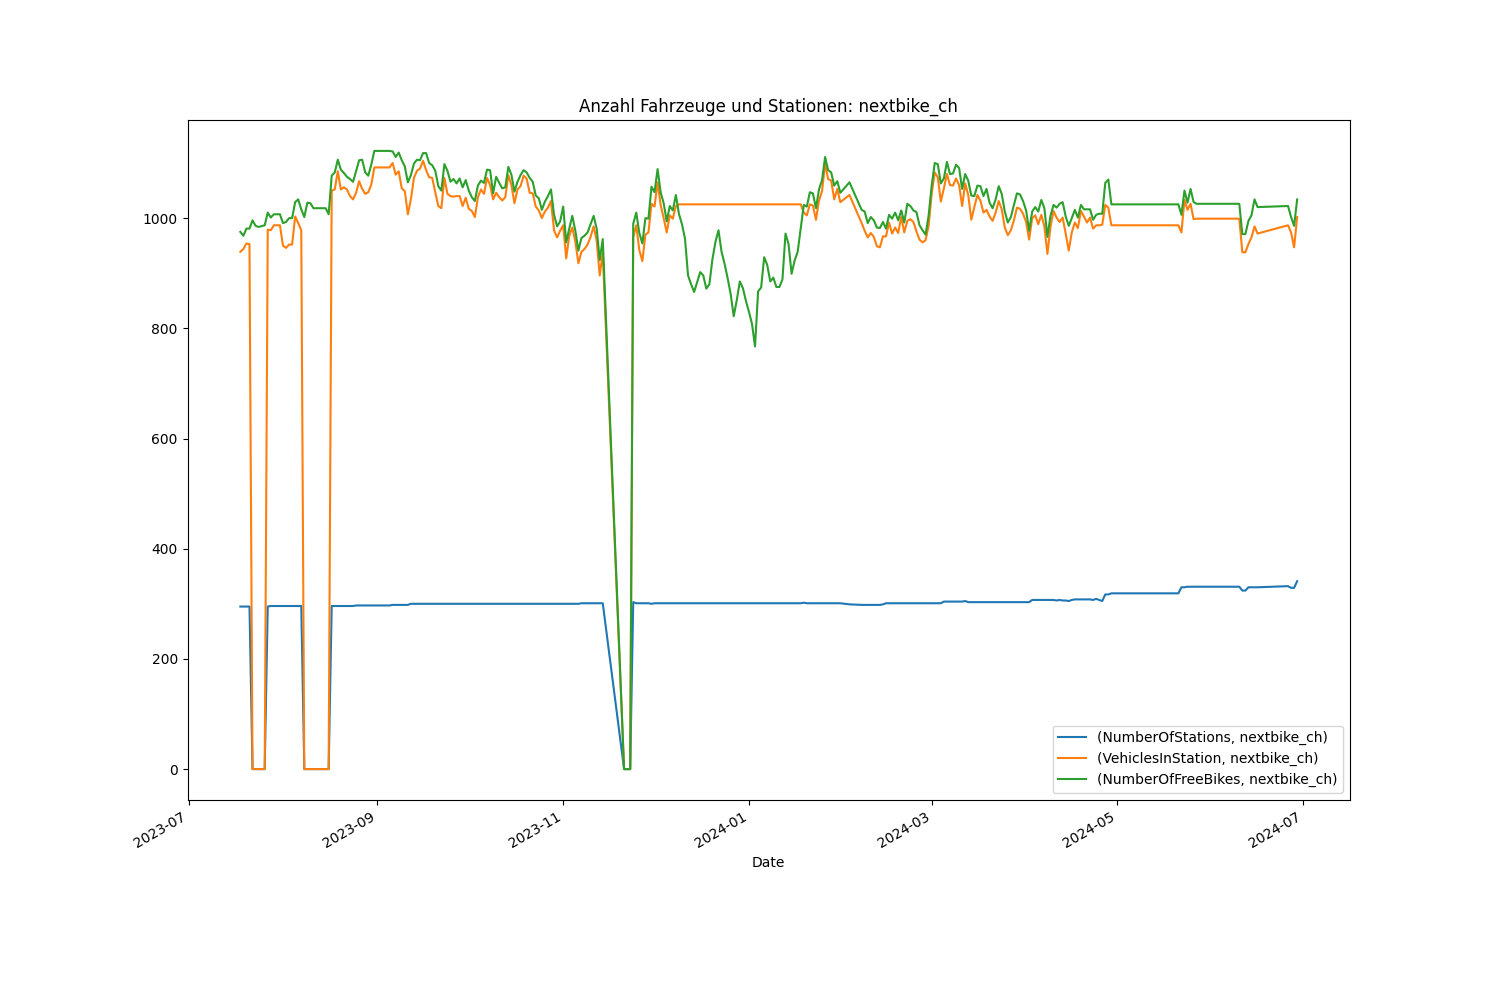 Anzahl Fahrzeuge und Stationen: nextbike_ch
1000
800
600
400
200
0
(NumberOfStations, nextbike_ch)
(VehiclesInStation, nextbike_ch)
(NumberOfFreeBikes, nextbike_ch)
2023-07 2023-09 2023-11 2024-01 2024-03 2024-05 2024-07
Date